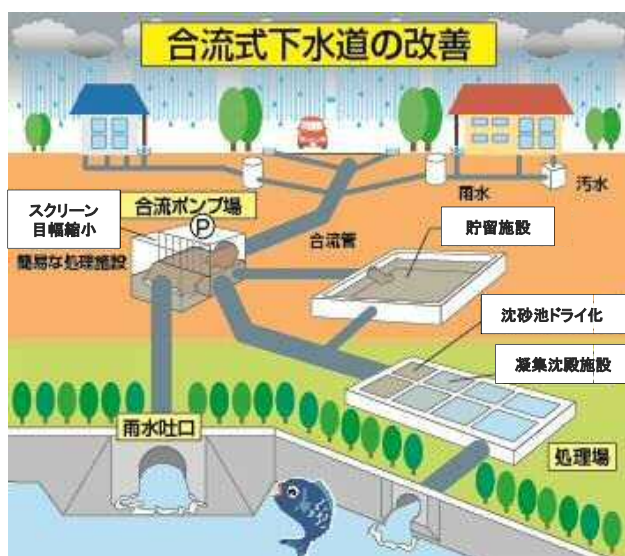 合流式下水道の改善
雨水
汚水
スクリーン
目幅縮小
合流ポンプ場
P
簡易な処理施設
合流管
貯留施設
沈砂池ドライ化
凝集沈殿施設
雨水吐口
処理場